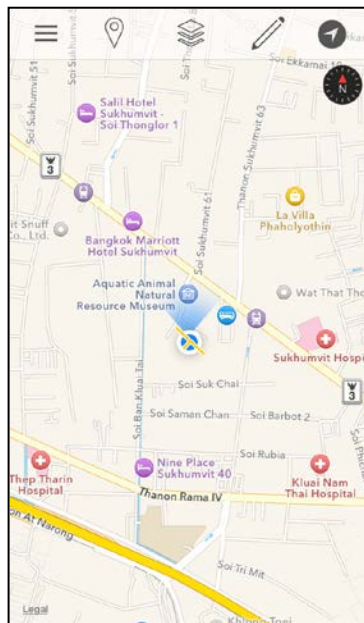 Soi Ekkamai 10
N
Soi Sukhumvit 51
Salil Hotel
Sukhumvit -
Soi Thonglor 1
Thanon Sukhumvit 63
3
Soi Sukhumvit 61
La Villa
Phaholyothin
it Snuff
Co., Ltd.
Bangkok Marriott
Hotel Sukhumvit
Aquatic Animal
Natural
Resource Museum
Wat That Tho
Sukhumvit Hosp
Soi Ban Kluai Tai
3
Soi Suk Chai
Soi Saman Chan
Soi Barbot 2
Soi Rubia
Nine Place
Sukhumvit 40
Thep Tharin
Hospital
Kluai Nam
Thai Hospital
Thanon Rama IV
on At Narong
Soi Tri Mit
Legal